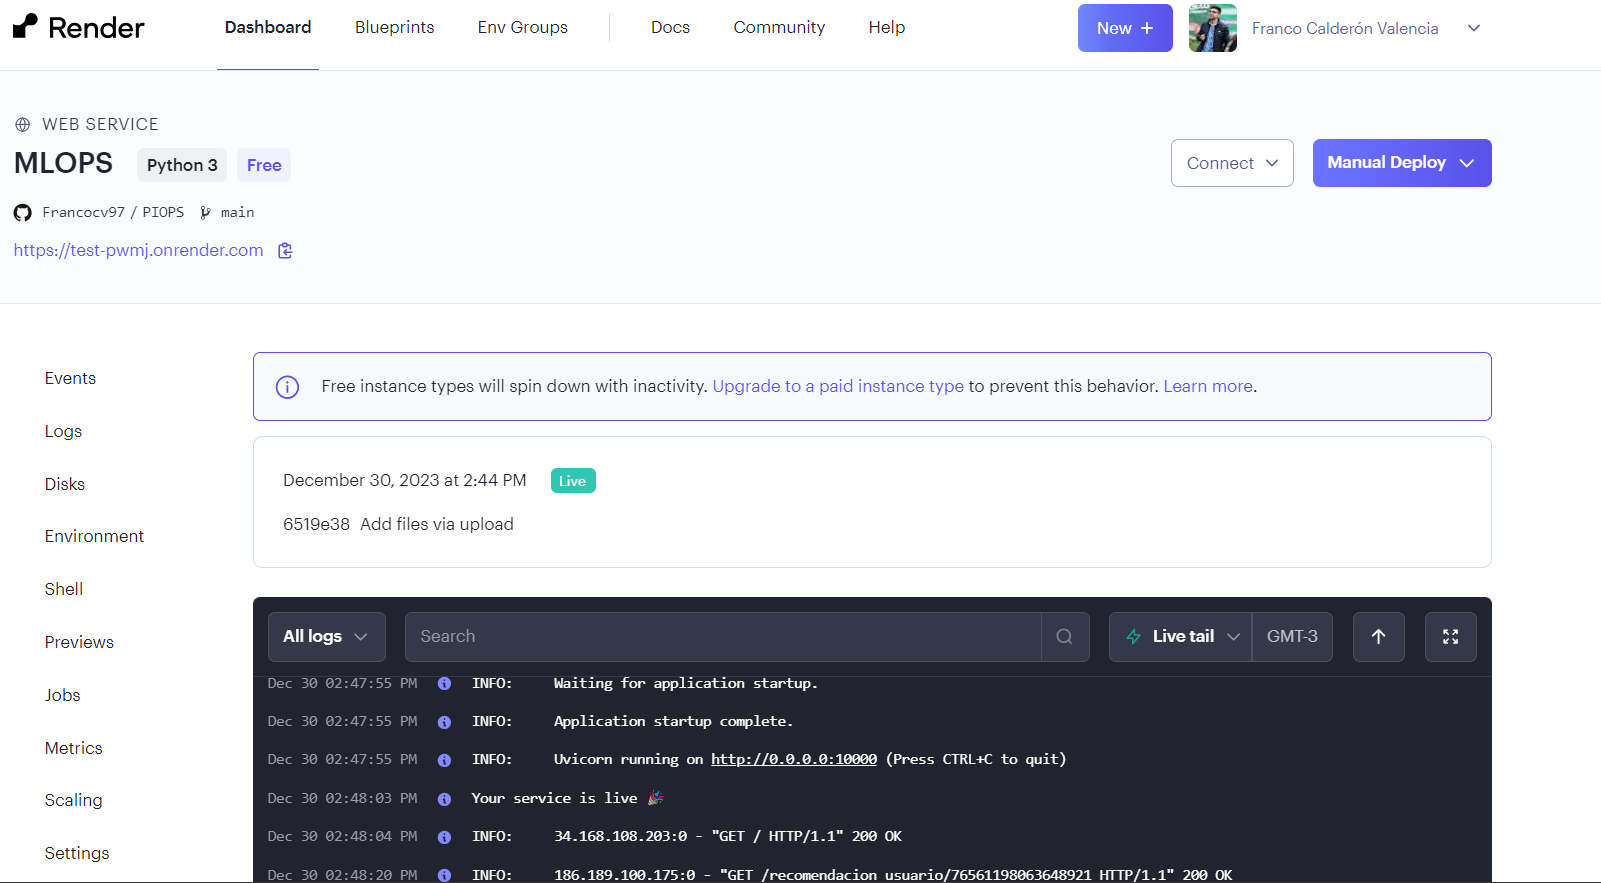 Render
Dashboard Blueprints Env Groups Docs Community Help New + Franco Calderón Valencia
WEB SERVICE
MLOPS Python 3 Free Connect Manual Deploy
Francocv97 / PIOPS main
https://test-pwmj.onrender.com
Events
Logs
Disks
Environment
Shell
Previews
Jobs
Metrics
Scaling
Settings
Free instance types will spin down with inactivity. Upgrade to a paid instance type to prevent this behavior. Learn more.
December 30, 2023 at 2:44 PM Live
6519e38 Add files via upload
All logs Search Live tail GMT-3
Dec 30 02:47:55 PM INFO: Waiting for application startup.
Dec 30 02:47:55 PM INFO: Application startup complete.
Dec 30 02:47:55 PM INFO: Uvicorn running on http://0.0.0.0:10000 (Press CTRL+C to quit)
Dec 30 02:48:03 PM Your service is live 🎉
Dec 30 02:48:04 PM INFO: 34.168.108.203:0 - "GET / HTTP/1.1" 200 OK
Dec 30 02:48:20 PM INFO: 186.189.100.175:0 - "GET /recomendacion_usuario/76561198063648921 HTTP/1.1" 200 OK